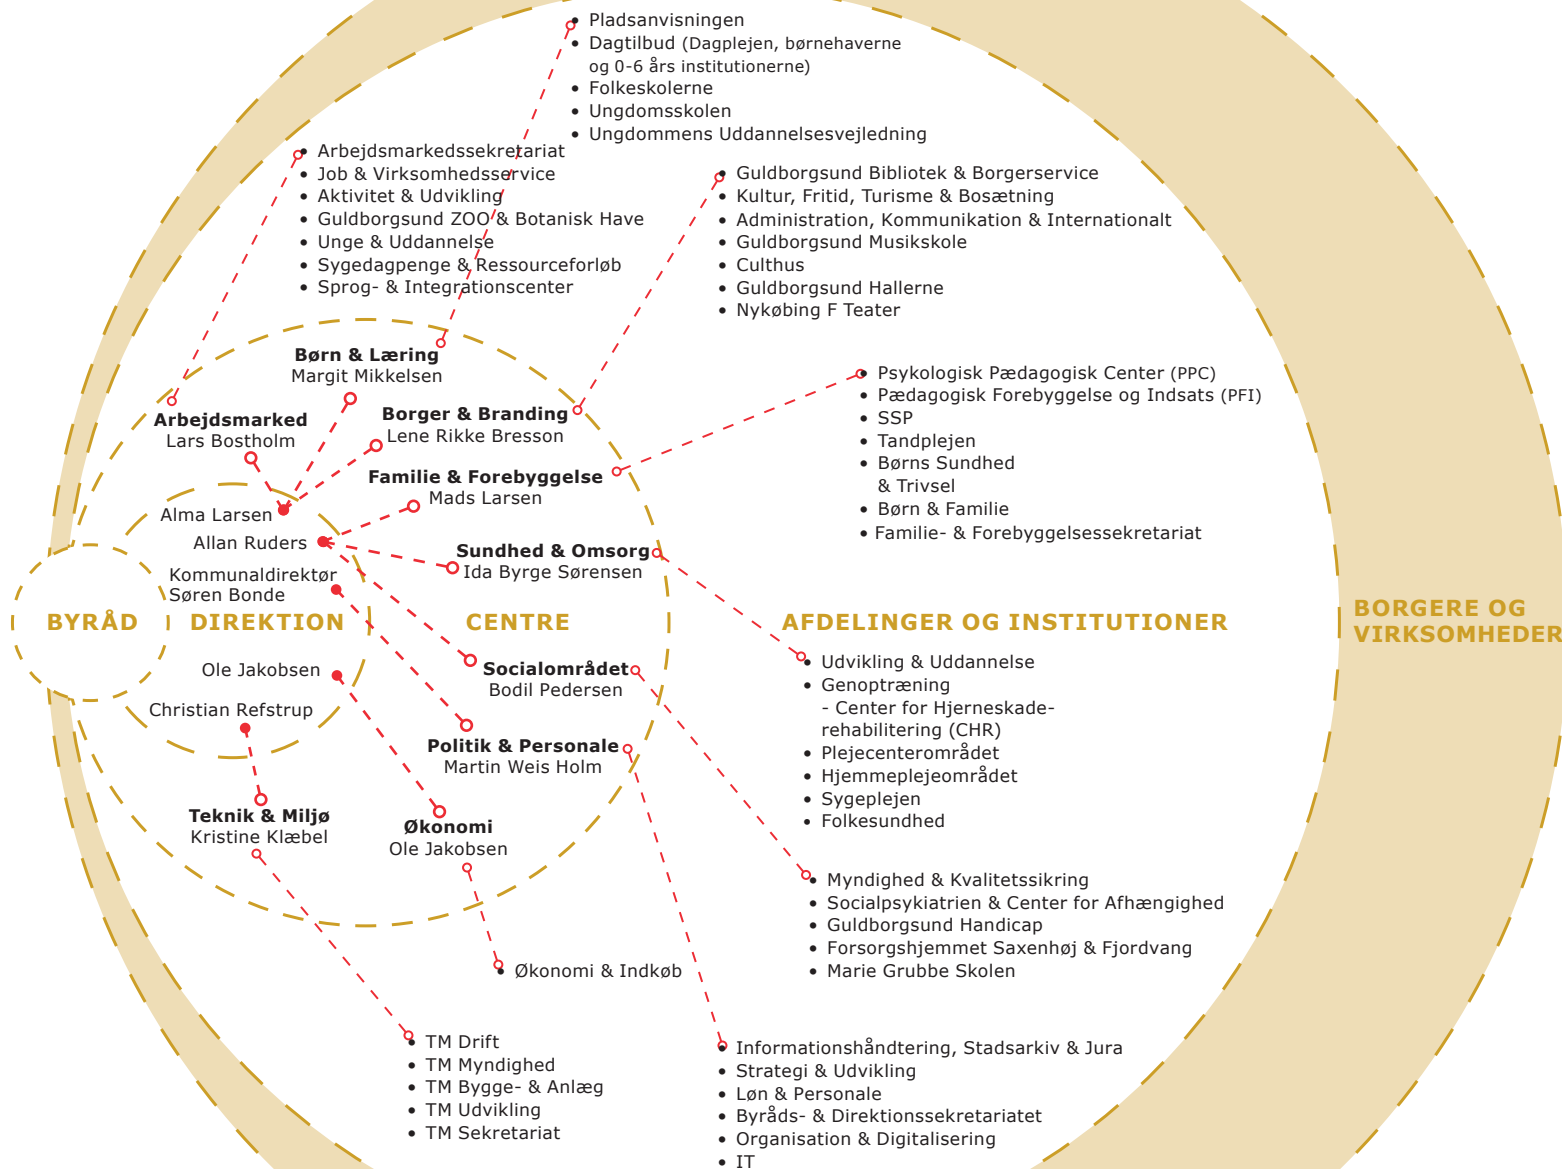 • Pladsanvisningen
• Dagtilbud (Dagplejen, børnehaverne
og 0-6 års institutionerne)
• Folkeskolerne
• Ungdomsskolen
• Ungdommens Uddannelsesvejledning
• Arbejdsmarkedssekretariat
• Job & Virksomhedsservice
• Aktivitet & Udvikling
• Guldborgsund ZOO & Botanisk Have
• Unge & Uddannelse
• Sygedagpenge & Ressourceforløb
• Sprog- & Integrationscenter
• Guldborgsund Bibliotek & Borgerservice
• Kultur, Fritid, Turisme & Bosætning
• Administration, Kommunikation & Internationalt
• Guldborgsund Musikskole
• Culthus
• Guldborgsund Hallerne
• Nykøbing F Teater
Børn & Læring
Margit Mikkelsen
Arbejdsmarked
Lars Bostholm
Borger & Branding
Lene Rikke Bresson
Familie & Forebyggelse
Mads Larsen
• Psykologisk Pædagogisk Center (PPC)
• Pædagogisk Forebyggelse og Indsats (PFI)
• SSP
• Tandplejen
• Børns Sundhed
& Trivsel
• Børn & Familie
• Familie- & Forebyggelsessekretariat
Alma Larsen
Allan Ruders
Kommunaldirektør
Søren Bonde
Sundhed & Omsorg
Ida Byrge Sørensen
BYRÅD
DIREKTION
CENTRE
AFDELINGER OG INSTITUTIONER
BORGERE OG
VIRKSOMHEDER
Ole Jakobsen
Christian Refstrup
Socialområdet
Bodil Pedersen
Politik & Personale
Martin Weis Holm
Teknik & Miljø
Kristine Klæbel
Økonomi
Ole Jakobsen
• Udvikling & Uddannelse
• Genoptræning
- Center for Hjerneskade-
rehabilitering (CHR)
• Plejecenterområdet
• Hjemmeplejeområdet
• Sygeplejen
• Folkesundhed
• Myndighed & Kvalitetssikring
• Socialpsykiatrien & Center for Afhængighed
• Guldborgsund Handicap
• Forsorgshjemmet Saxenhøj & Fjordvang
• Marie Grubbe Skolen
• Økonomi & Indkøb
• TM Drift
• TM Myndighed
• TM Bygge- & Anlæg
• TM Udvikling
• TM Sekretariat
• Informationshåndtering, Stadsarkiv & Jura
• Strategi & Udvikling
• Løn & Personale
• Byråds- & Direktionssekretariatet
• Organisation & Digitalisering
• IT